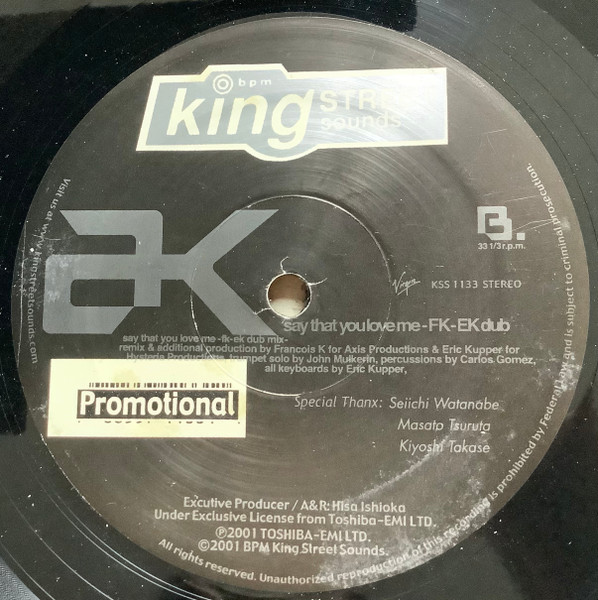 bpm
king STREET
sounds
AK
B.
33 1/3 r.p.m.
Virgin
KSS 1133 STEREO
say that you love me -FK-EK dub
say that you love me -fk-ek dub mix-
remix & additional production by Francois K for Axis Productions & Eric Kupper for
Hysteria Productions, trumpet solo by John Mulkerin, percussions by Carlos Gomez,
all keyboards by Eric Kupper,
Promotional
Special Thanx: Seiichi Watanabe
Masato Tsuruta
Kiyoshi Takase
Excutive Producer / A&R: Hisa Ishioka
Under Exclusive License from Toshiba-EMI LTD.
℗2001 TOSHIBA-EMI LTD.
©2001 BPM King Street Sounds.
Visit us at www.kingstreetsounds.com
All rights reserved. Unauthorized reproduction of this recording is prohibited by Federal Law and is subject to criminal prosecution.